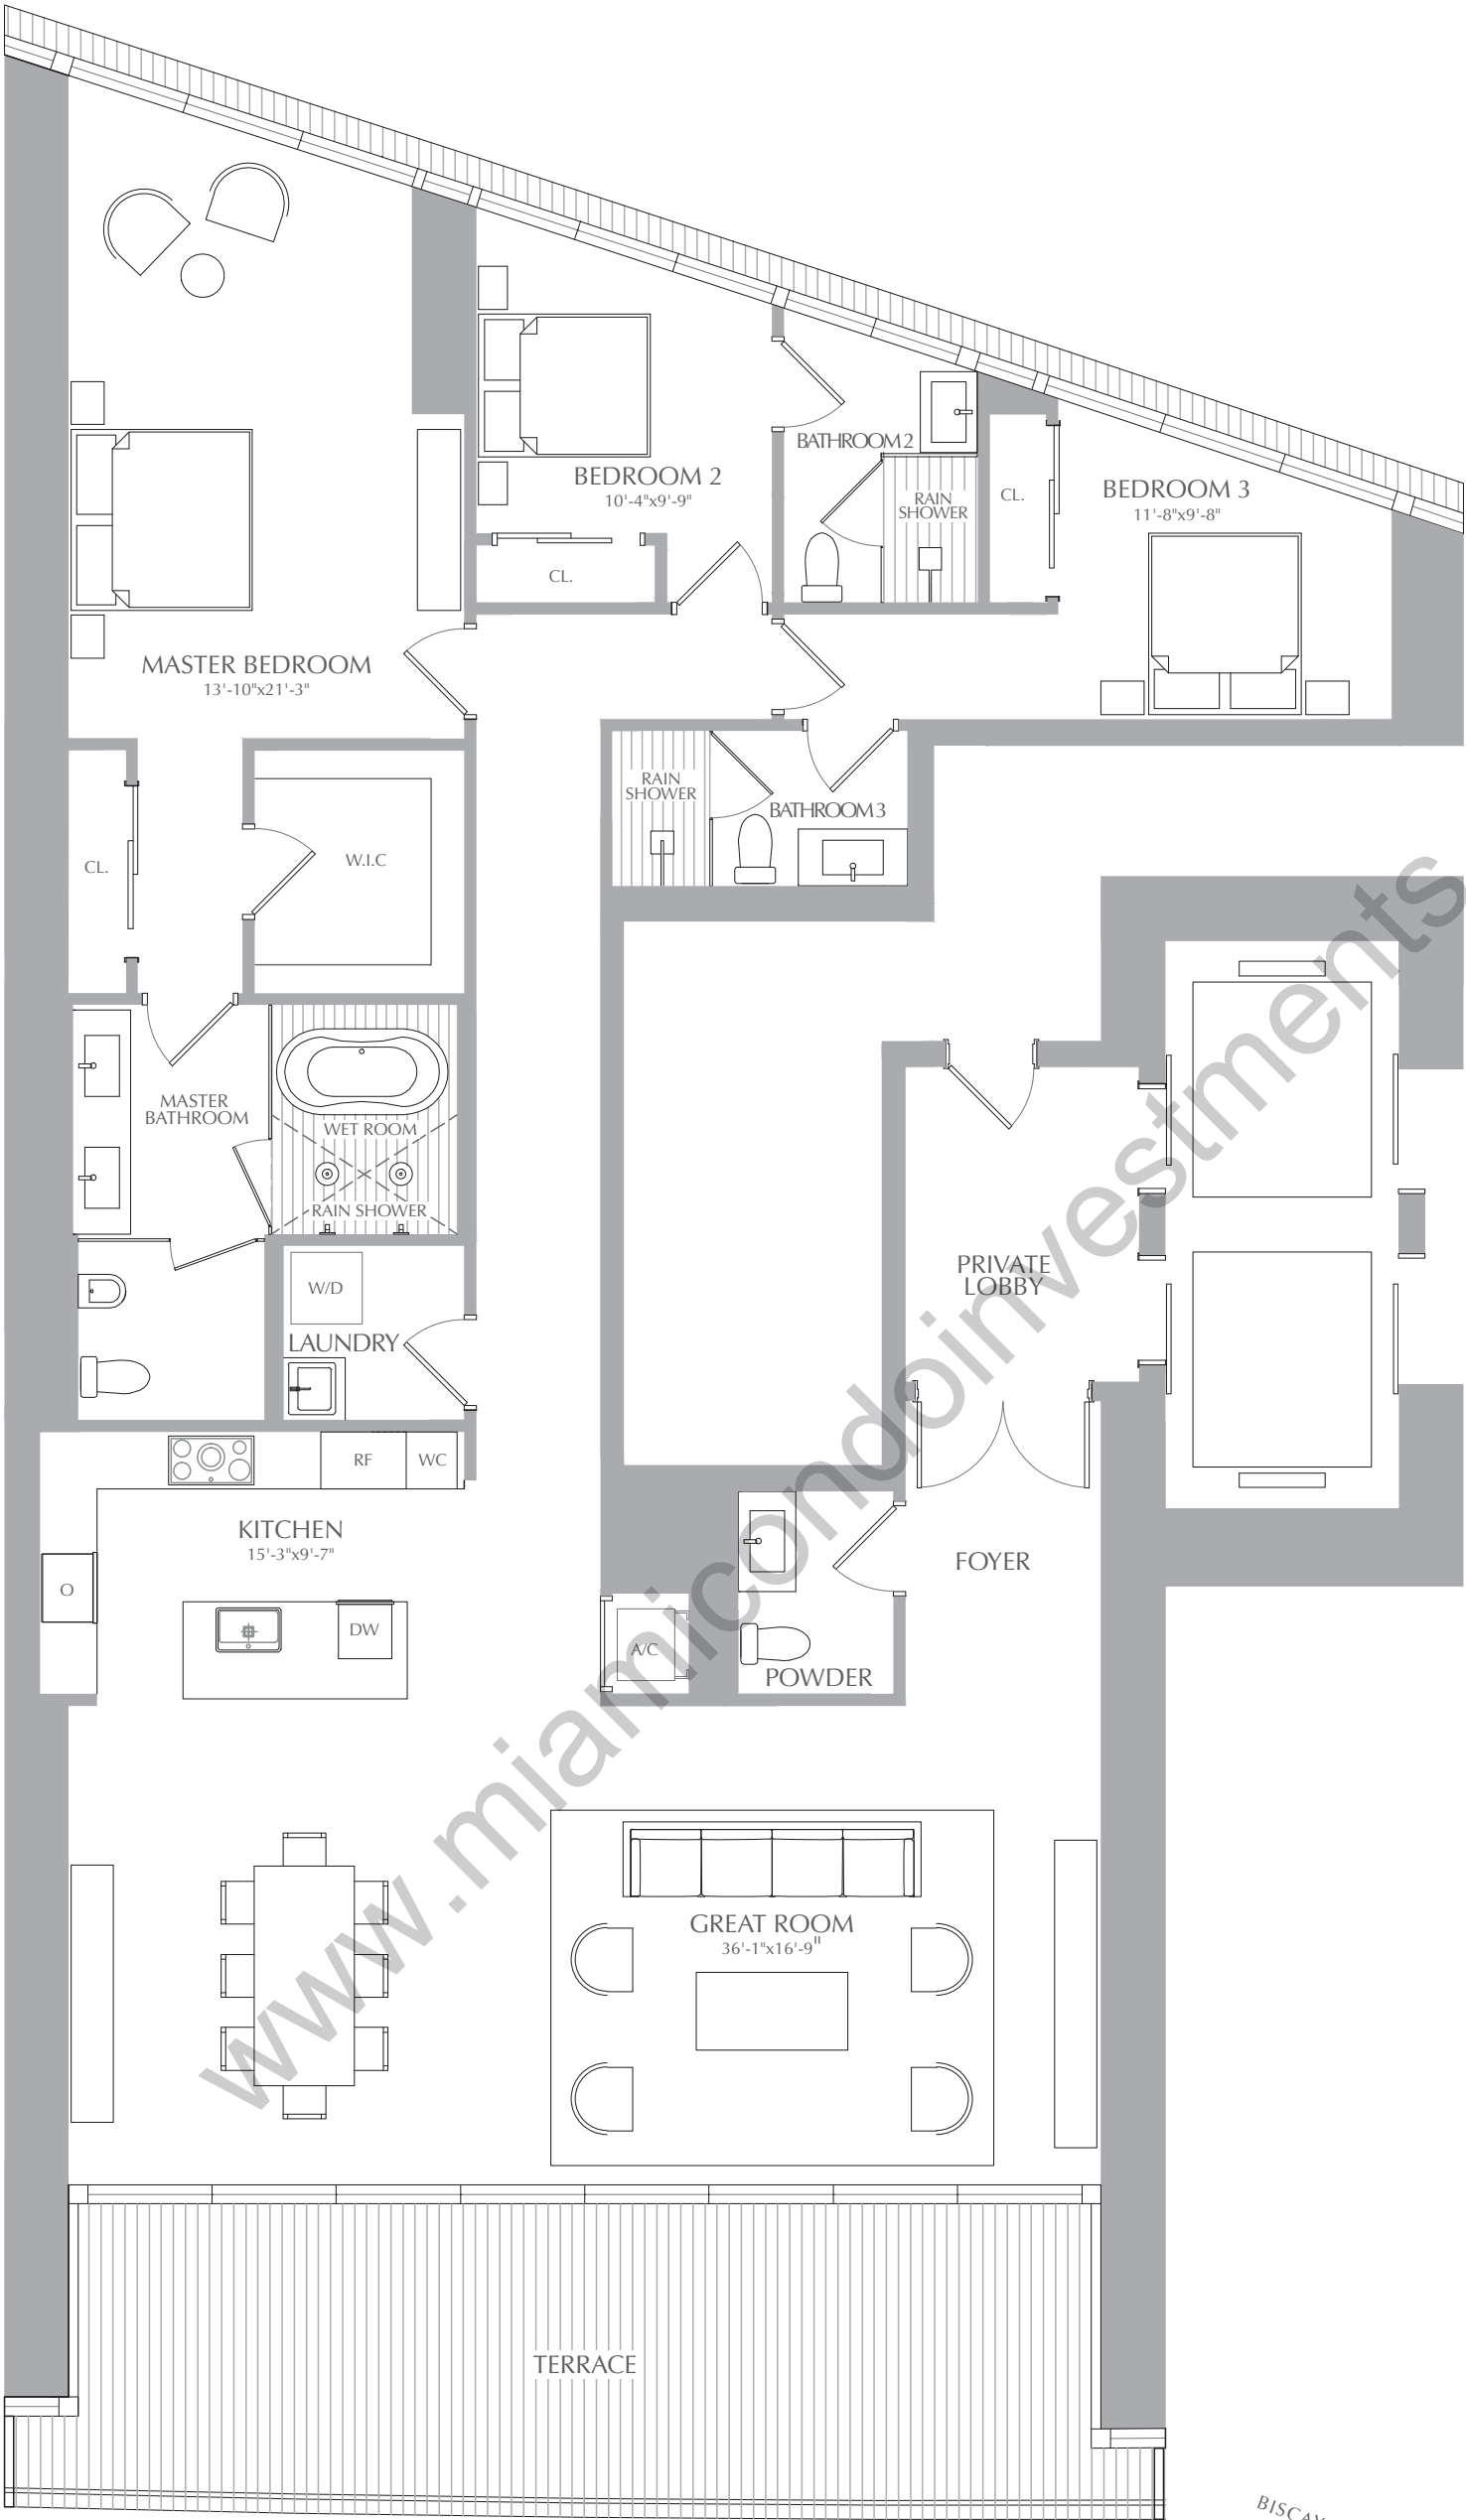 BEDROOM 2
10'-4"x9'-9"
BATHROOM 2
RAIN
SHOWER
CL.
BEDROOM 3
11'-8"x9'-8"
CL.
MASTER BEDROOM
13'-10"x21'-3"
RAIN
SHOWER
BATHROOM 3
CL.
W.I.C
MASTER
BATHROOM
WET ROOM
RAIN SHOWER
PRIVATE
LOBBY
W/D
LAUNDRY
RF
WC
KITCHEN
15'-3"x9'-7"
O
DW
FOYER
A/C
POWDER
GREAT ROOM
36'-1"x16'-9"
TERRACE
www.miamicondoinvestments